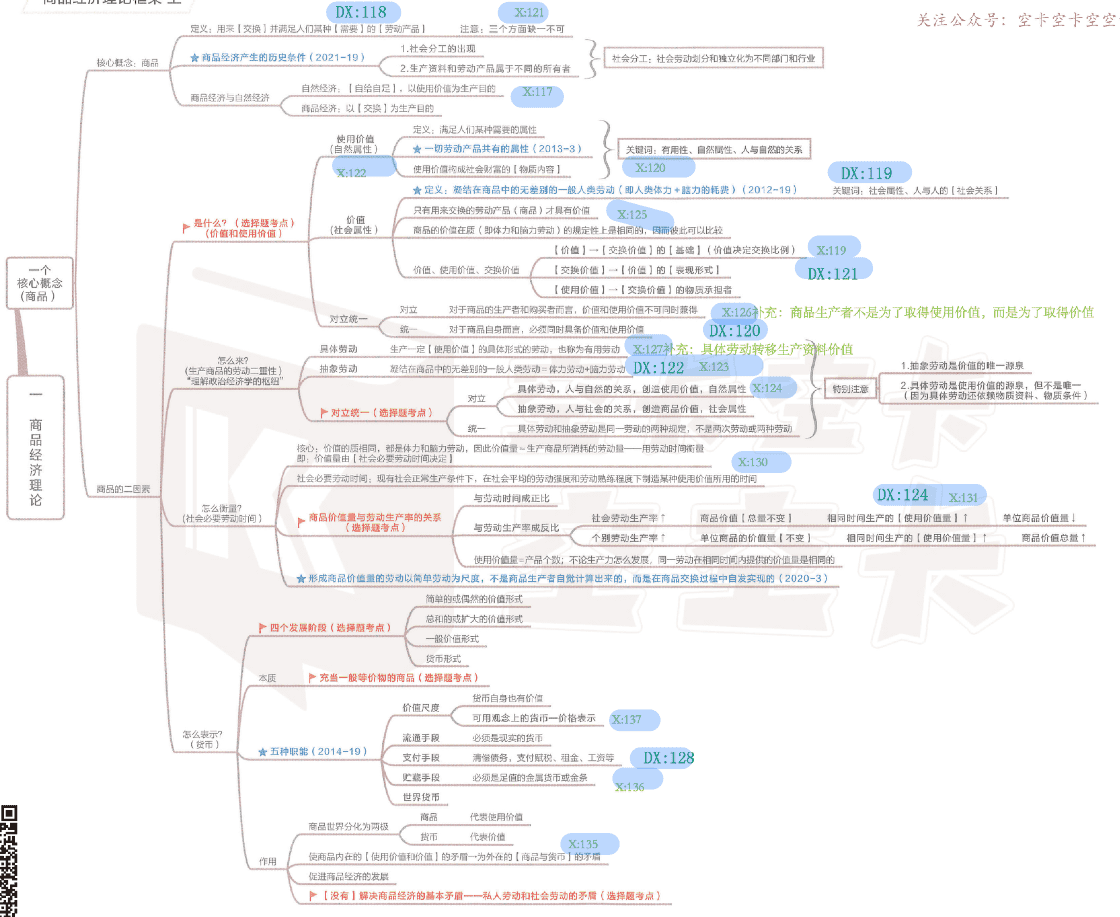 商品经济理论框架-上
关注公众号：空卡空卡空空
DX:118
X:121
定义：用来【交换】并满足人们某种【需要】的【劳动产品】 注意：三个方面缺一不可
核心概念：商品
★商品经济产生的历史条件（2021-19）
1.社会分工的出现
2.生产资料和劳动产品属于不同的所有者
社会分工：社会劳动划分和独立化为不同部门和行业
商品经济与自然经济
自然经济：【自给自足】，以使用价值为生产目的
X:117
商品经济：以【交换】为生产目的
一个
核心概念
（商品）
一
商品经济理论
商品的二因素
是什么？（选择题考点）
（价值和使用价值）
使用价值
（自然属性）
X:122
定义：满足人们某种需要的属性
★一切劳动产品共有的属性（2013-3）
使用价值构成社会财富的【物质内容】
X:120
关键词：有用性、自然属性、人与自然的关系
价值
（社会属性）
★定义：凝结在商品中的无差别的一般人类劳动（即人类体力+脑力的耗费）（2012-19）
DX:119
关键词：社会属性、人与人的【社会关系】
只有用来交换的劳动产品（商品）才具有价值
X:125
商品的价值在质（即体力和脑力劳动）的规定性上是相同的，因而彼此可以比较
价值、使用价值、交换价值
【价值】→【交换价值】的【基础】（价值决定交换比例）
X:119
【交换价值】→【价值】的【表现形式】
DX:121
【使用价值】→【交换价值】的物质承担者
对立统一
对立 对于商品的生产者和购买者而言，价值和使用价值不可同时兼得
X:126补充：商品生产者不是为了取得使用价值，而是为了取得价值
统一 对于商品自身而言，必须同时具备价值和使用价值
DX:120
怎么来？
（生产商品的劳动二重性）
“理解政治经济学的枢纽”
具体劳动 生产一定【使用价值】的具体形式的劳动，也称为有用劳动
X:127补充：具体劳动转移生产资料价值
抽象劳动 凝结在商品中的无差别的一般人类劳动=体力劳动+脑力劳动
DX:122 X:123
对立统一（选择题考点）
对立
具体劳动，人与自然的关系，创造使用价值，自然属性
X:124
抽象劳动，人与社会的关系，创造商品价值，社会属性
统一 具体劳动和抽象劳动是同一劳动的两种规定，不是两次劳动或两种劳动
特别注意
1.抽象劳动是价值的唯一源泉
2.具体劳动是使用价值的源泉，但不是唯一
（因为具体劳动还依赖物质资料、物质条件）
怎么衡量？
（社会必要劳动时间）
核心：价值的质相同，都是体力和脑力劳动，因此价值量=生产商品所消耗的劳动量——用劳动时间衡量
即：价值量由【社会必要劳动时间决定】
X:130
社会必要劳动时间：现有社会正常生产条件下，在社会平均的劳动强度和劳动熟练程度下制造某种使用价值所用的时间
商品价值量与劳动生产率的关系
（选择题考点）
与劳动时间成正比
与劳动生产率成反比
DX:124 X:131
社会劳动生产率↑ 商品价值【总量不变】 相同时间生产的【使用价值量】↑ 单位商品价值量↓
个别劳动生产率↑ 单位商品的价值量【不变】 相同时间生产的【使用价值量】↑ 商品价值总量↑
使用价值量=产品个数；不论生产力怎么发展，同一劳动在相同时间内提供的价值量是相同的
★形成商品价值量的劳动以简单劳动为尺度，不是商品生产者自觉计算出来的，而是在商品交换过程中自发实现的（2020-3）
怎么表示？
（货币）
四个发展阶段（选择题考点）
简单的或偶然的价值形式
总和的或扩大的价值形式
一般价值形式
货币形式
本质 充当一般等价物的商品（选择题考点）
★五种职能（2014-19）
价值尺度
货币自身也有价值
可用观念上的货币—价格表示
X:137
流通手段 必须是现实的货币
支付手段 清偿债务，支付赋税、租金、工资等
DX:128
贮藏手段 必须是足值的金属货币或金条
X:136
世界货币
作用
商品世界分化为两极
商品 代表使用价值
货币 代表价值
X:135
使商品内在的【使用价值和价值】的矛盾→为外在的【商品与货币】的矛盾
促进商品经济的发展
【没有】解决商品经济的基本矛盾——私人劳动和社会劳动的矛盾（选择题考点）
空卡
空空卡